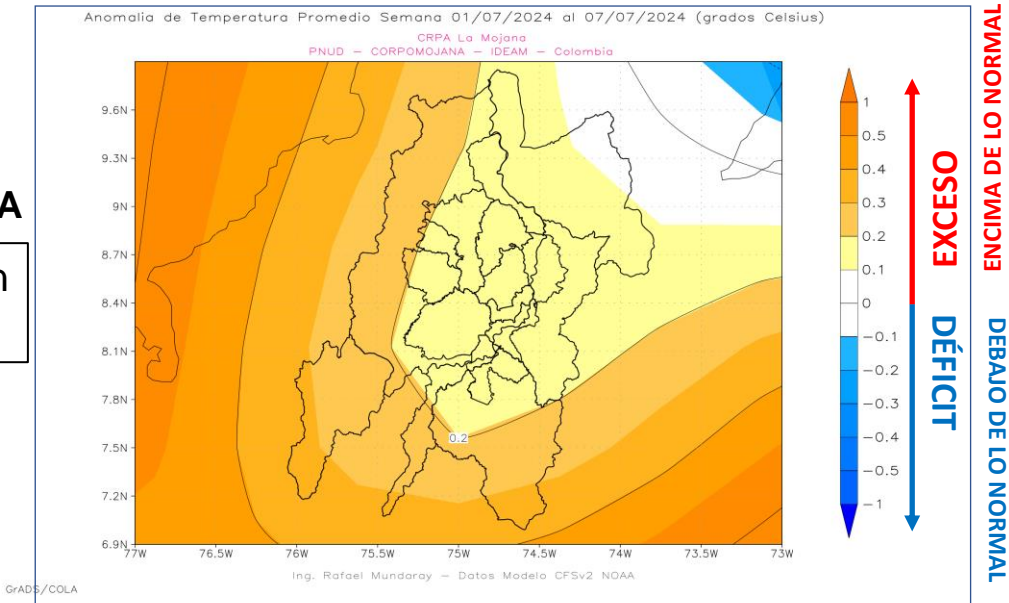 Anomalia de Temperatura Promedio Semana 01/07/2024 al 07/07/2024 (grados Celsius)
CRPA La Mojana
PNUD – CORPOMOJANA – IDEAM – Colombia
A
n
9.6N
9.3N
9N
8.7N
8.4N
8.1N
7.8N
7.5N
7.2N
6.9N
0.2
77W 76.5W 76W 75.5W 75W 74.5W 74W 73.5W 73W
Ing. Rafael Mundaray – Datos Modelo CFSv2 NOAA
GrADS/COLA
1
0.5
0.4
0.3
0.2
0.1
0
−0.1
−0.2
−0.3
−0.4
−0.5
−1
EXCESO
DÉFICIT
ENCIMA DE LO NORMAL
DEBAJO DE LO NORMAL